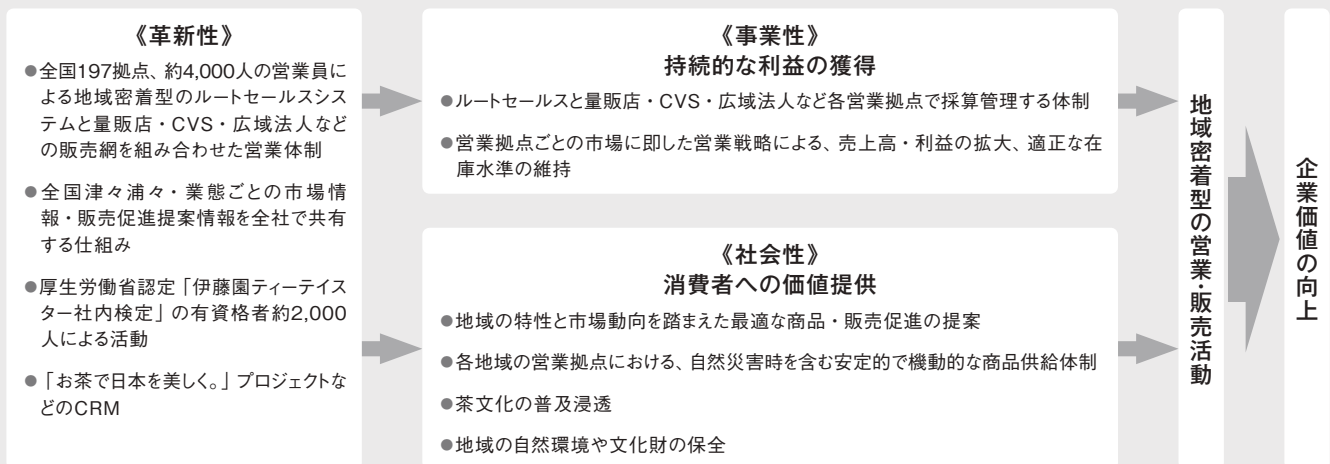 《革新性》
●全国197拠点、約4,000人の営業員に
よる地域密着型のルートセールスシス
テムと量販店・CVS・広域法人など
の販売網を組み合わせた営業体制
●全国津々浦々・業態ごとの市場情
報・販売促進提案情報を全社で共有
する仕組み
●厚生労働省認定「伊藤園ティーテイス
ター社内検定」の有資格者約2,000
人による活動
●「お茶で日本を美しく。」プロジェクトな
どのCRM
《事業性》
持続的な利益の獲得
●ルートセールスと量販店・CVS・広域法人など各営業拠点で採算管理する体制
●営業拠点ごとの市場に即した営業戦略による、売上高・利益の拡大、適正な在
庫水準の維持
《社会性》
消費者への価値提供
●地域の特性と市場動向を踏まえた最適な商品・販売促進の提案
●各地域の営業拠点における、自然災害時を含む安定的で機動的な商品供給体制
●茶文化の普及浸透
●地域の自然環境や文化財の保全
地域密着型の営業・販売活動
企業価値の向上